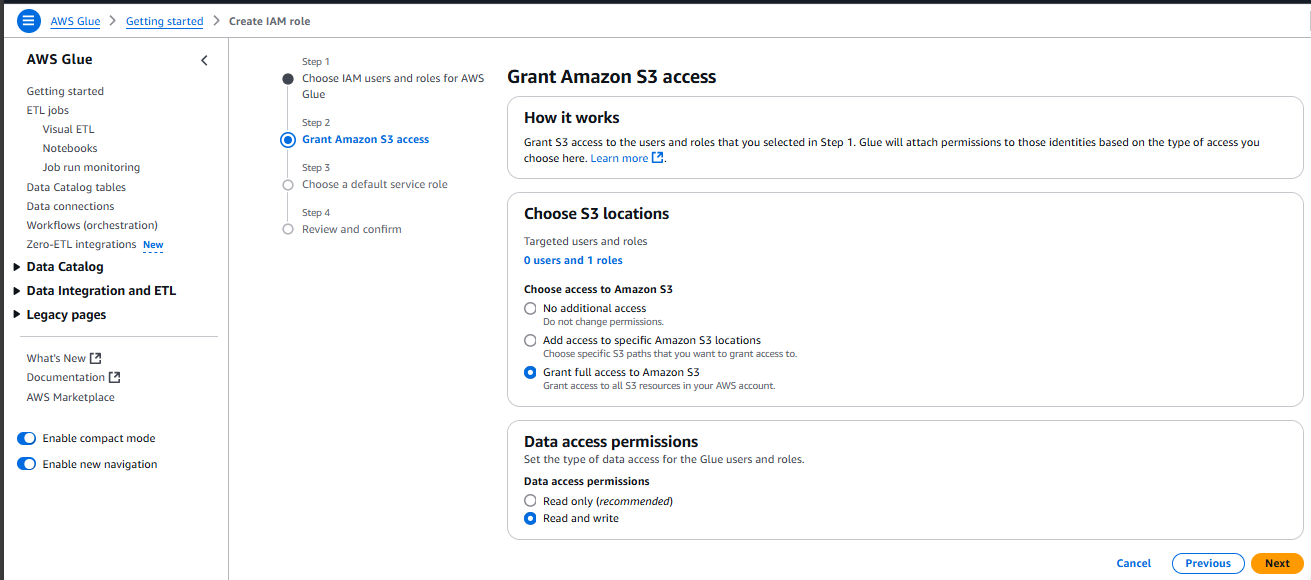 AWS Glue > Getting started > Create IAM role
AWS Glue
Getting started
ETL jobs
Visual ETL
Notebooks
Job run monitoring
Data Catalog tables
Data connections
Workflows (orchestration)
Zero-ETL integrations New
Data Catalog
Data Integration and ETL
Legacy pages
What's New
Documentation
AWS Marketplace
Enable compact mode
Enable new navigation
Step 1
Choose IAM users and roles for AWS
Glue
Step 2
Grant Amazon S3 access
Step 3
Choose a default service role
Step 4
Review and confirm
Grant Amazon S3 access
How it works
Grant S3 access to the users and roles that you selected in Step 1. Glue will attach permissions to those identities based on the type of access you
choose here. Learn more.
Choose S3 locations
Targeted users and roles
0 users and 1 roles
Choose access to Amazon S3
No additional access
Do not change permissions.
Add access to specific Amazon S3 locations
Choose specific S3 paths that you want to grant access to.
Grant full access to Amazon S3
Grant access to all S3 resources in your AWS account.
Data access permissions
Set the type of data access for the Glue users and roles.
Data access permissions
Read only (recommended)
Read and write
Cancel
Previous
Next